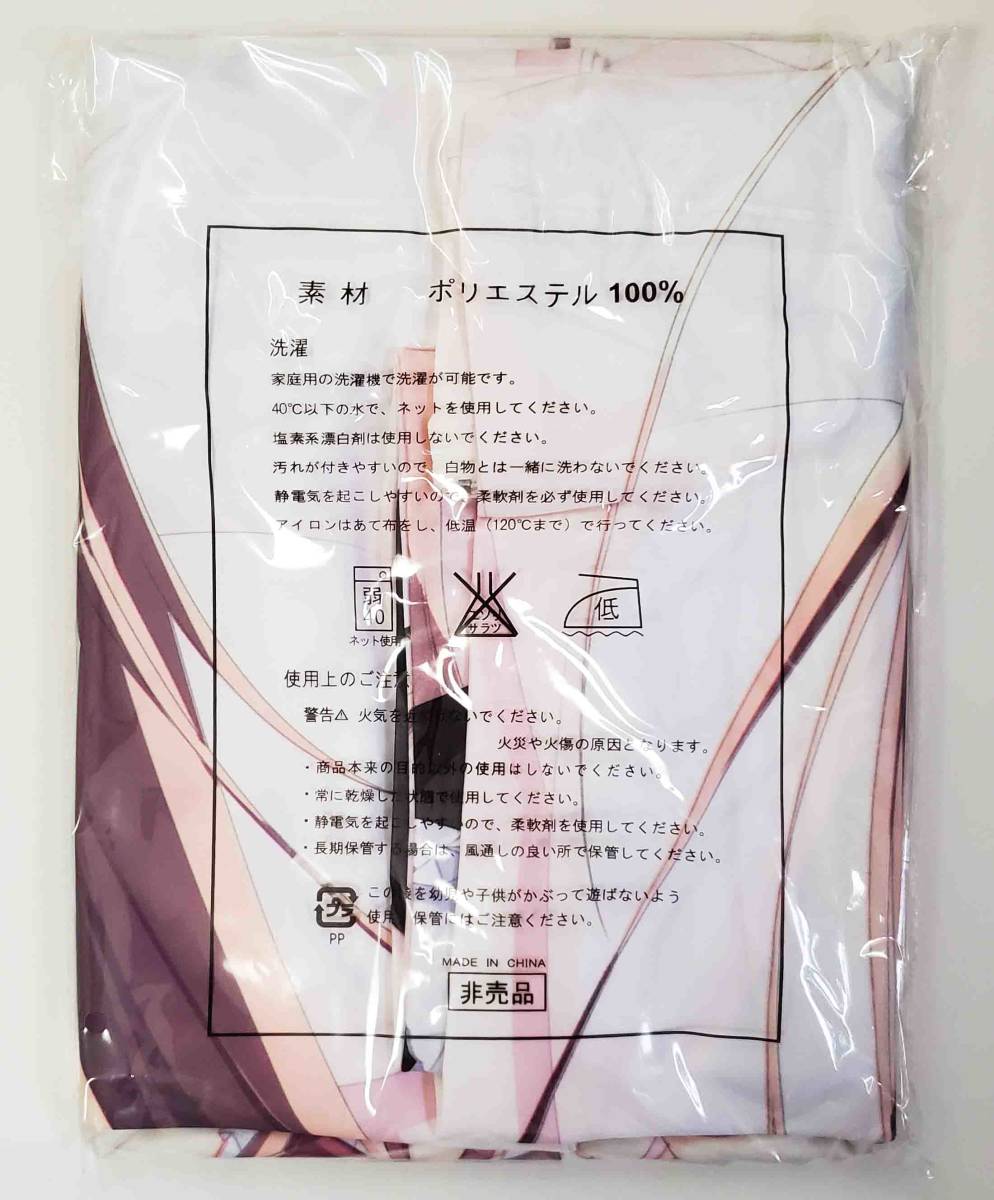 素材 ポリエステル 100%
洗濯
家庭用の洗濯機で洗濯が可能です。
40℃以下の水で、ネットを使用してください。
塩素系漂白剤は使用しないでください。
汚れが付きやすいので、白物とは一緒に洗わないでください。
静電気を起こしやすいので、柔軟剤を必ず使用してください。
アイロンはあて布をし、低温（120℃まで）で行ってください。
弱
40
ネット使用
エンソ
サラシ
低
使用上のご注意
警告⚠ 火気を近づけないでください。
火災や火傷の原因となります。
・商品本来の目的以外の使用はしないでください。
・常に乾燥した状態で使用してください。
・静電気を起こしやすいので、柔軟剤を使用してください。
・長期保管する場合は、風通しの良い所で保管してください。
プラ
PP
この袋を幼児や子供がかぶって遊ばないよう
使用、保管にはご注意ください。
MADE IN CHINA
非売品